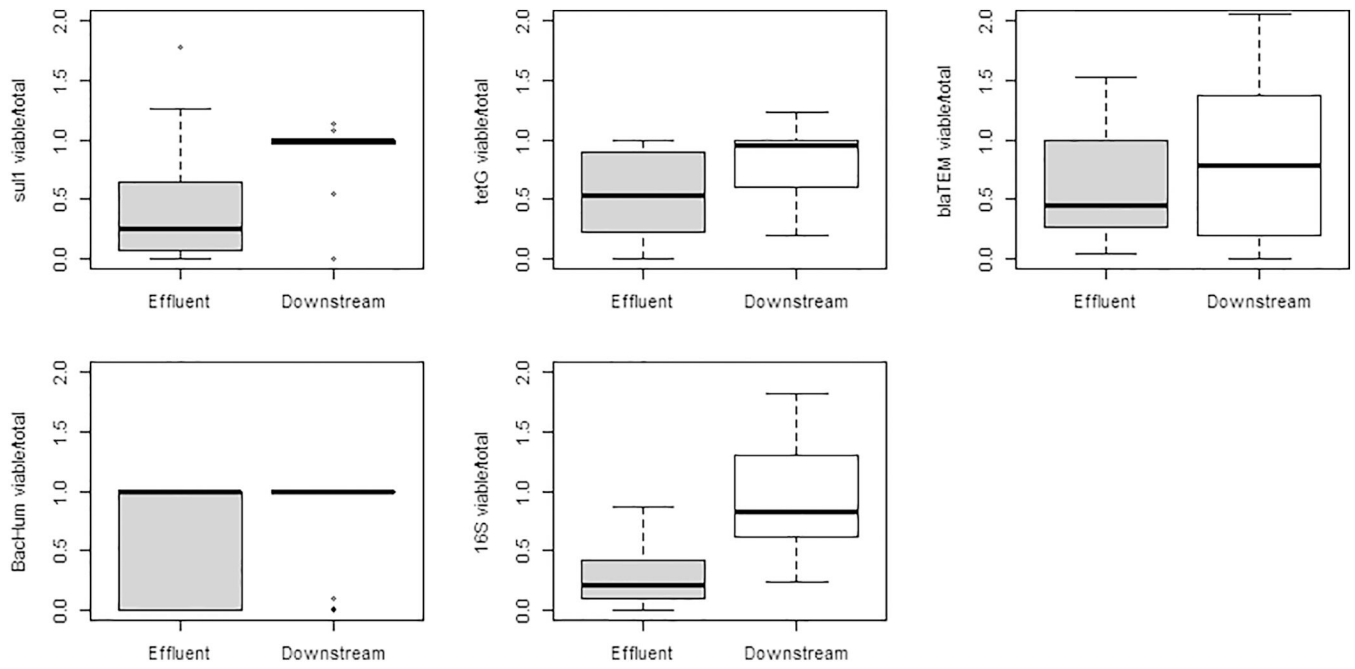 sul1 viable/total
2.0
1.5
1.0
0.5
0.0
Effluent Downstream
tetG viable/total
2.0
1.5
1.0
0.5
0.0
Effluent Downstream
blaTEM viable/total
2.0
1.5
1.0
0.5
0.0
Effluent Downstream
BacHum viable/total
2.0
1.5
1.0
0.5
0.0
Effluent Downstream
16S viable/total
2.0
1.5
1.0
0.5
0.0
Effluent Downstream